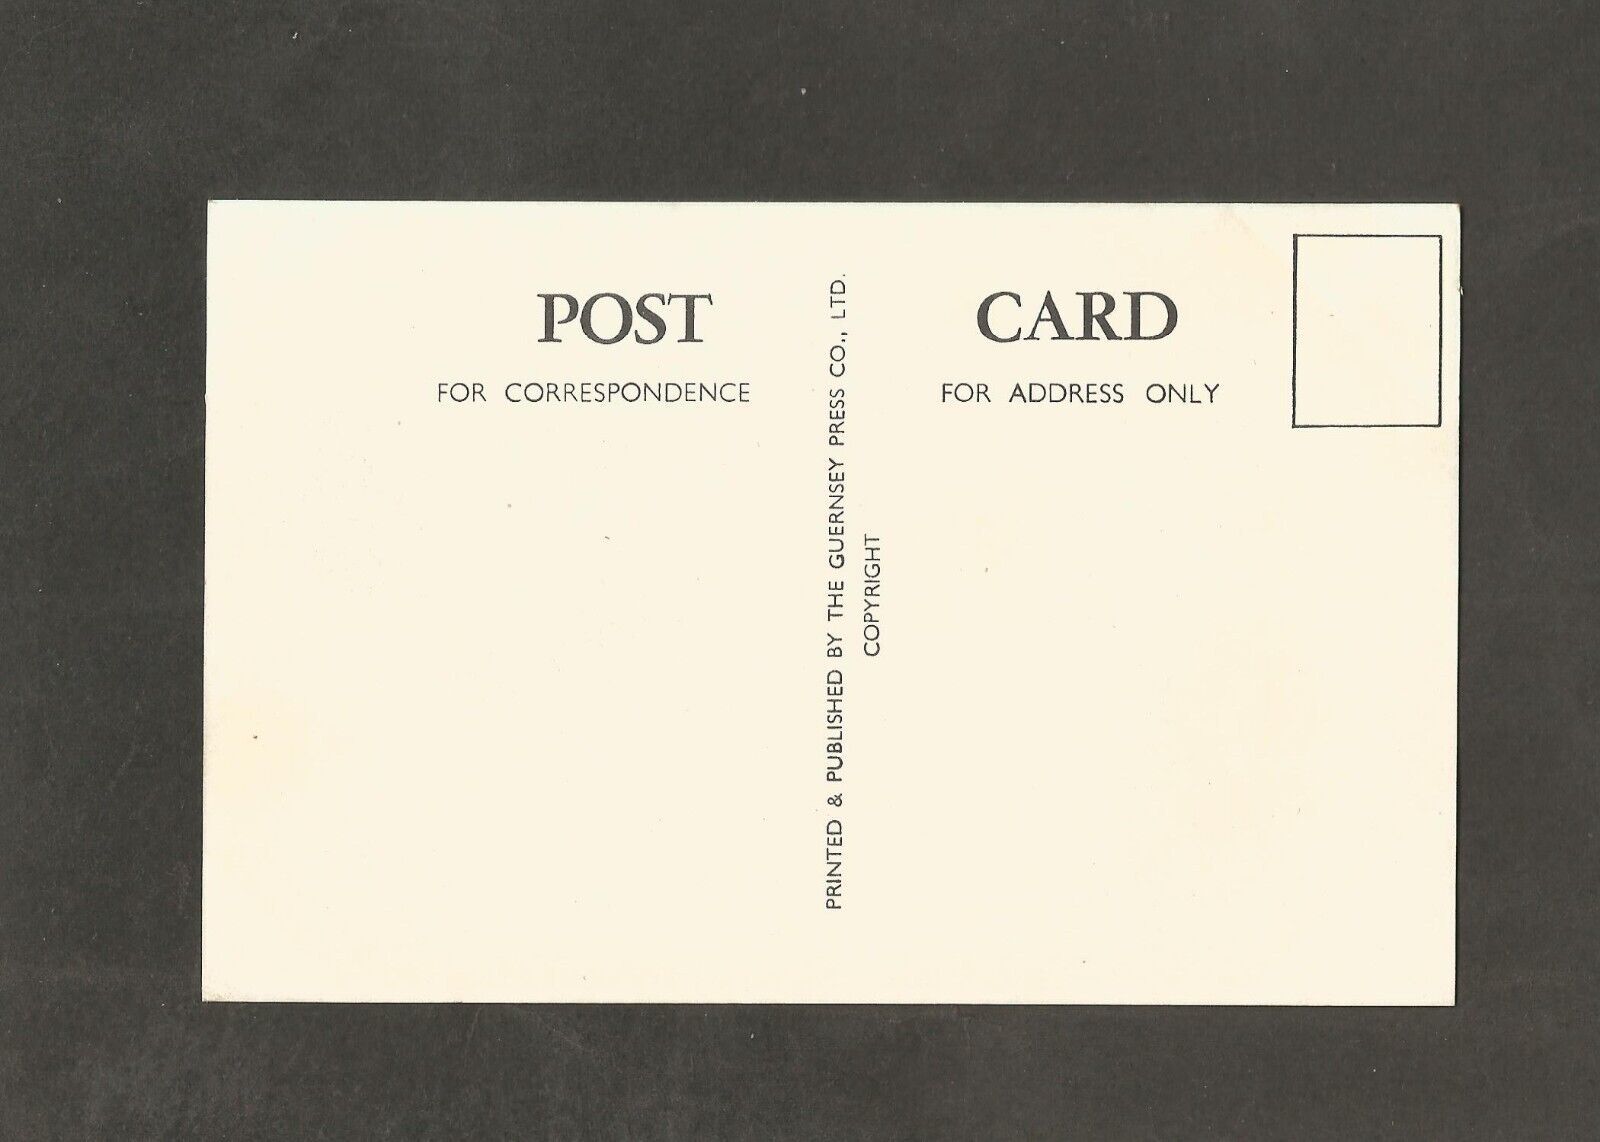 POST CARD
FOR CORRESPONDENCE
FOR ADDRESS ONLY
PRINTED & PUBLISHED BY THE GUERNSEY PRESS CO., LTD.
COPYRIGHT